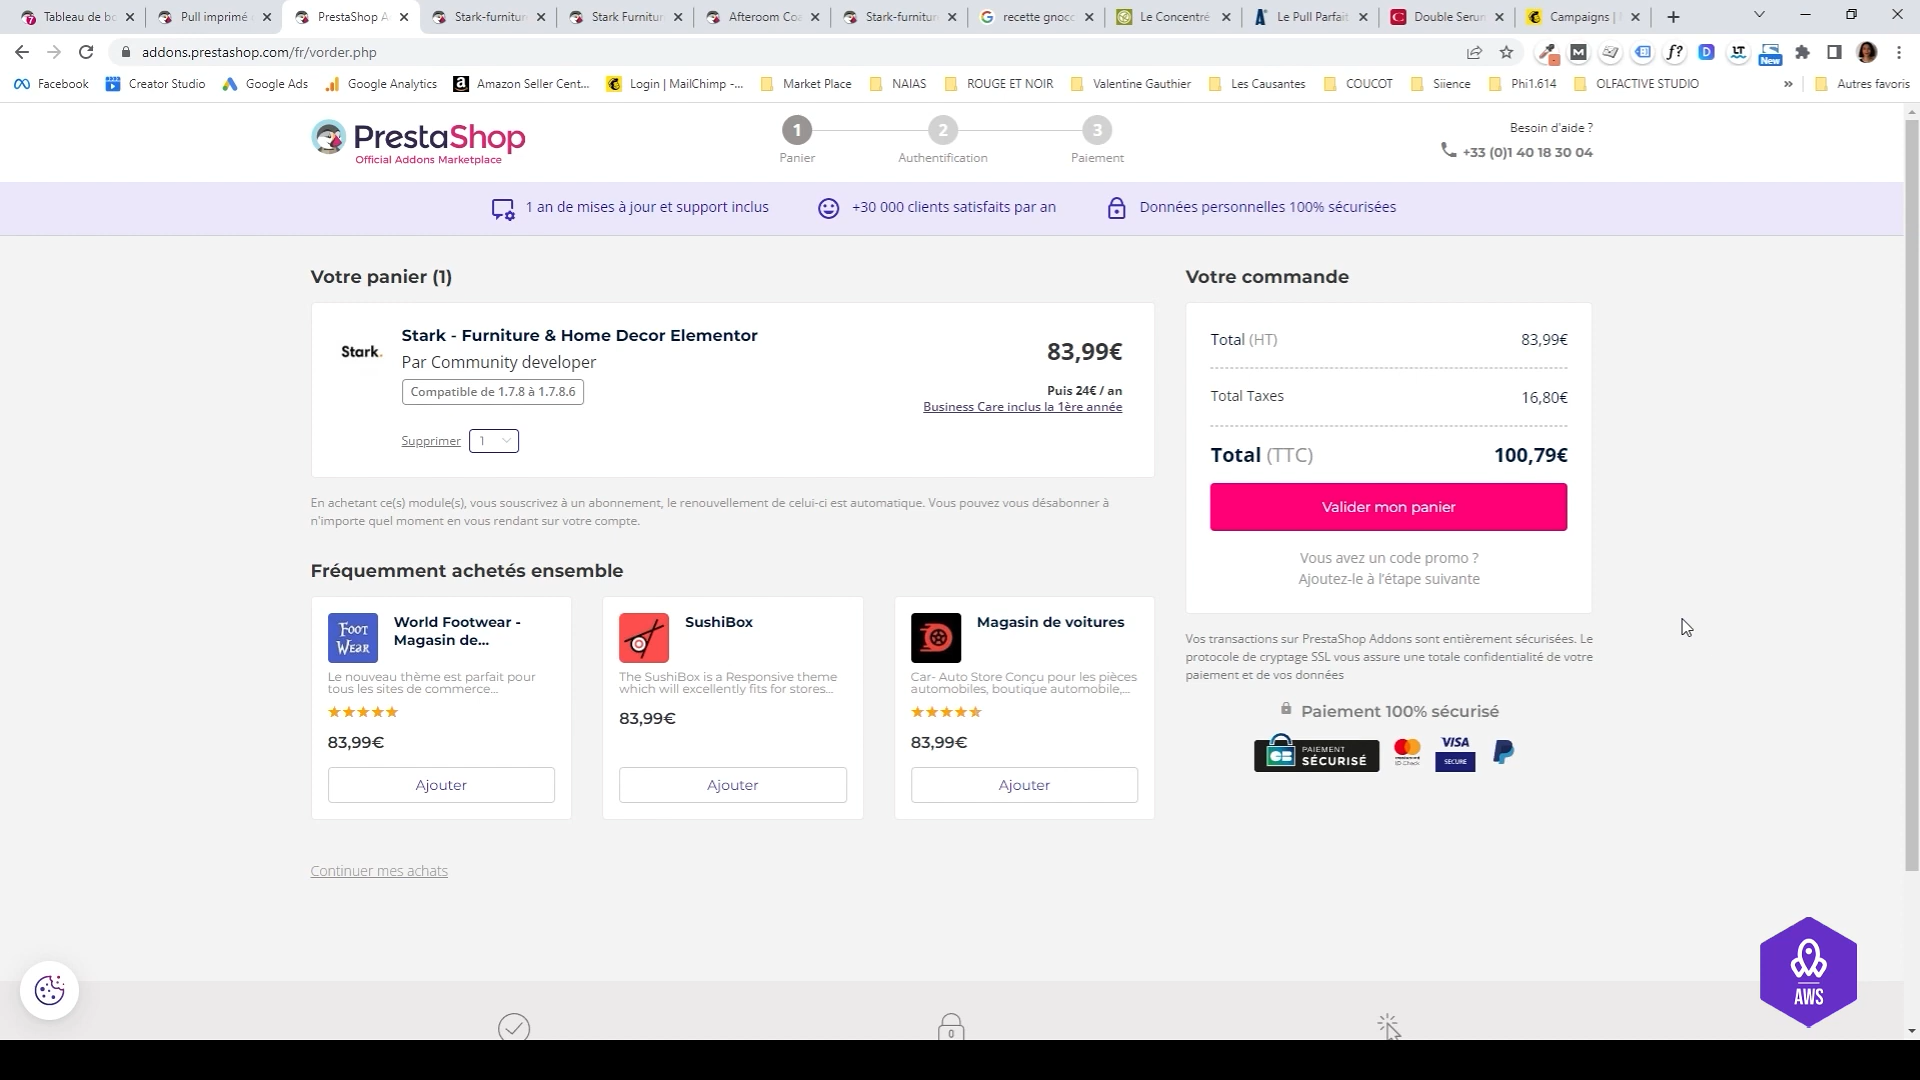 Tableau de bo
Pull imprimé
PrestaShop A
Stark-furnitur
Stark Furnitur
Afteroom Coa
Stark-furnitur
recette gnocc
Le Concentré
Le Pull Parfait
Double Serun
Campaigns |
addons.prestashop.com/fr/vorder.php
Facebook
Creator Studio
Google Ads
Google Analytics
Amazon Seller Cent...
Login | MailChimp -...
Market Place
NAIAS
ROUGE ET NOIR
Valentine Gauthier
Les Causantes
COUCOT
Siience
Phi1.614
OLFACTIVE STUDIO
»
Autres favoris
New
PrestaShop
Official Addons Marketplace
1
2
3
Panier
Authentification
Paiement
Besoin d'aide ?
+33 (0)1 40 18 30 04
1 an de mises à jour et support inclus
+30 000 clients satisfaits par an
Données personnelles 100% sécurisées
Votre panier (1)
Stark.
Stark - Furniture & Home Decor Elementor
Par Community developer
Compatible de 1.7.8 à 1.7.8.6
Supprimer
1
83,99€
Puis 24€ / an
Business Care inclus la 1ère année
En achetant ce(s) module(s), vous souscrivez à un abonnement, le renouvellement de celui-ci est automatique. Vous pouvez vous désabonner à
n'importe quel moment en vous rendant sur votre compte.
Fréquemment achetés ensemble
FOOT
WEAR
World Footwear -
Magasin de...
Le nouveau thème est parfait pour
tous les sites de commerce...
83,99€
Ajouter
SushiBox
The SushiBox is a Responsive theme
which will excellently fits for stores...
83,99€
Ajouter
Magasin de voitures
Car- Auto Store Conçu pour les pièces
automobiles, boutique automobile,...
83,99€
Ajouter
Continuer mes achats
Votre commande
Total (HT)
83,99€
Total Taxes
16,80€
Total (TTC)
100,79€
Valider mon panier
Vous avez un code promo ?
Ajoutez-le à l'étape suivante
Vos transactions sur PrestaShop Addons sont entièrement sécurisées. Le
protocole de cryptage SSL vous assure une totale confidentialité de votre
paiement et de vos données
Paiement 100% sécurisé
CB
PAIEMENT
SÉCURISÉ
VISA
SECURE
AWS